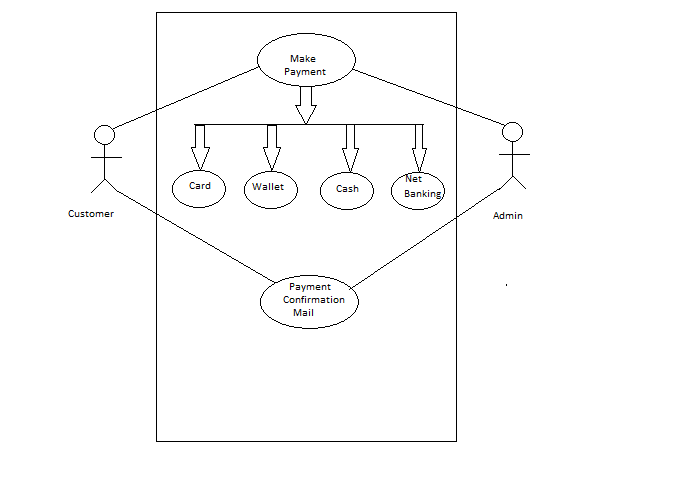 Make
Payment
Card
Wallet
Cash
Net
Banking
Customer
Admin
Payment
Confirmation
Mail